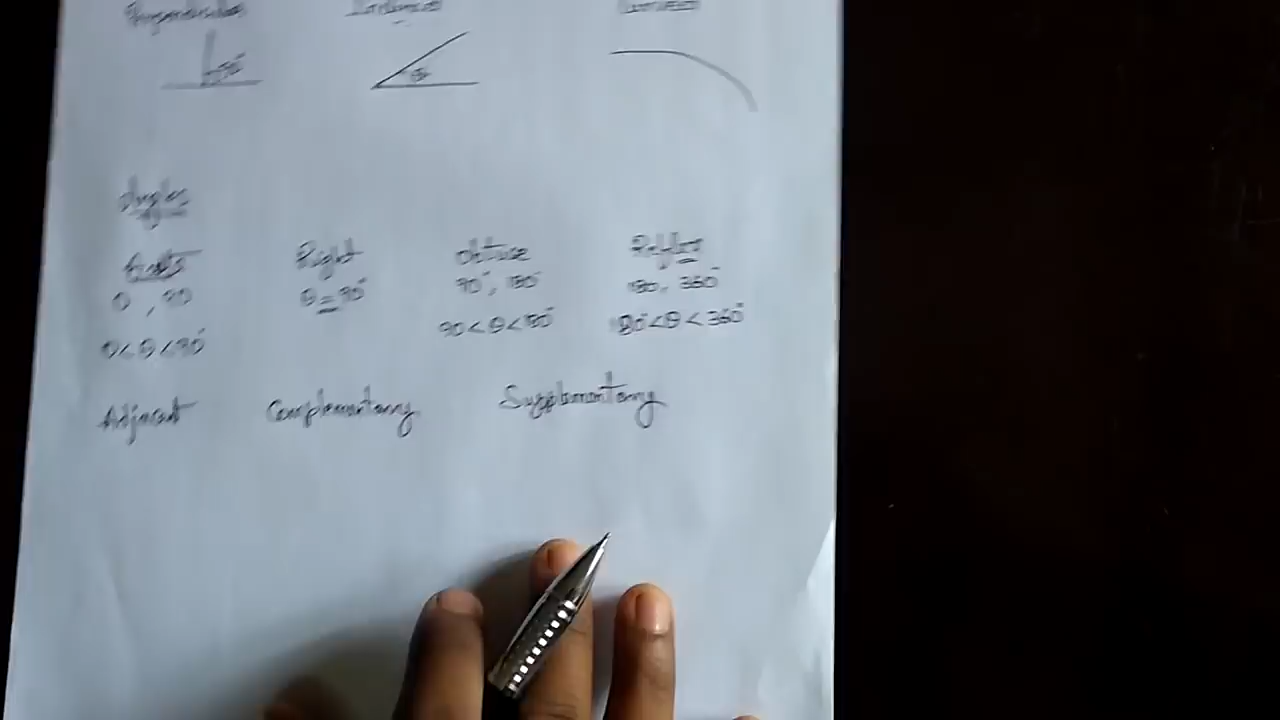 90°
θ
Angles
Right Obtuse Reflex
0, 90 θ = 90° 90°, 180° 180, 360°
90 < θ < 180° 180° < θ < 360°
0 < θ < 90°
Adjacent Complementary Supplementary